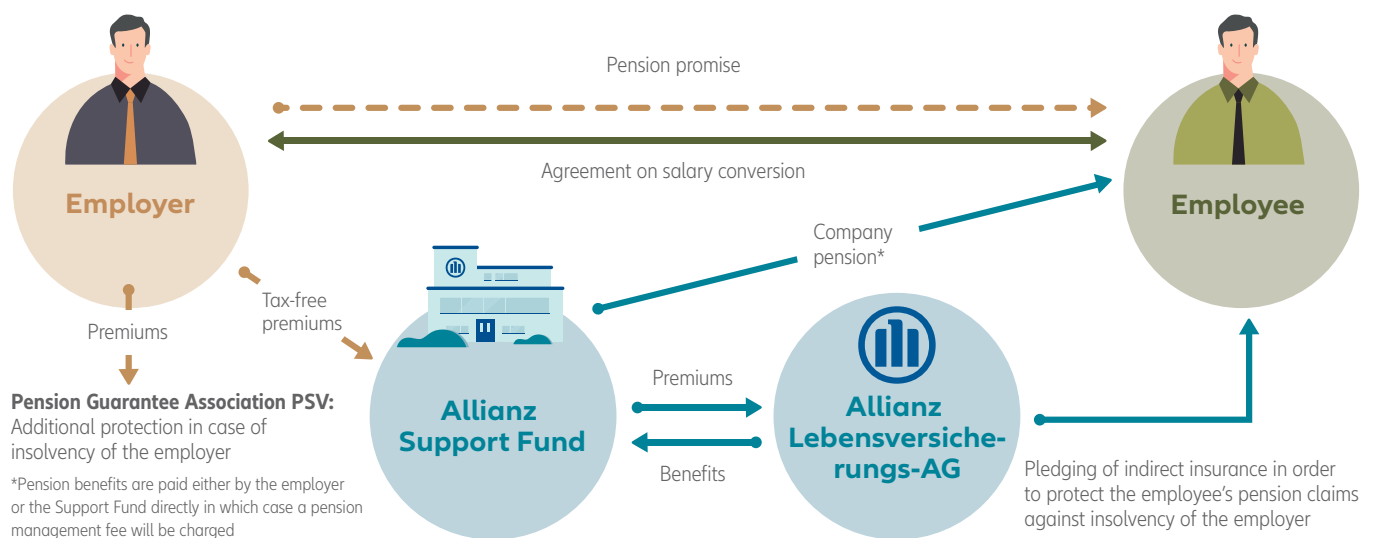 Pension promise
Agreement on salary conversion
Employer
Employee
Company
pension*
Tax-free
premiums
Premiums
Pension Guarantee Association PSV:
Additional protection in case of
insolvency of the employer
*Pension benefits are paid either by the employer
or the Support Fund directly in which case a pension
management fee will be charged
Allianz
Support Fund
Premiums
Benefits
Allianz
Lebensversiche-
rungs-AG
Pledging of indirect insurance in order
to protect the employee's pension claims
against insolvency of the employer